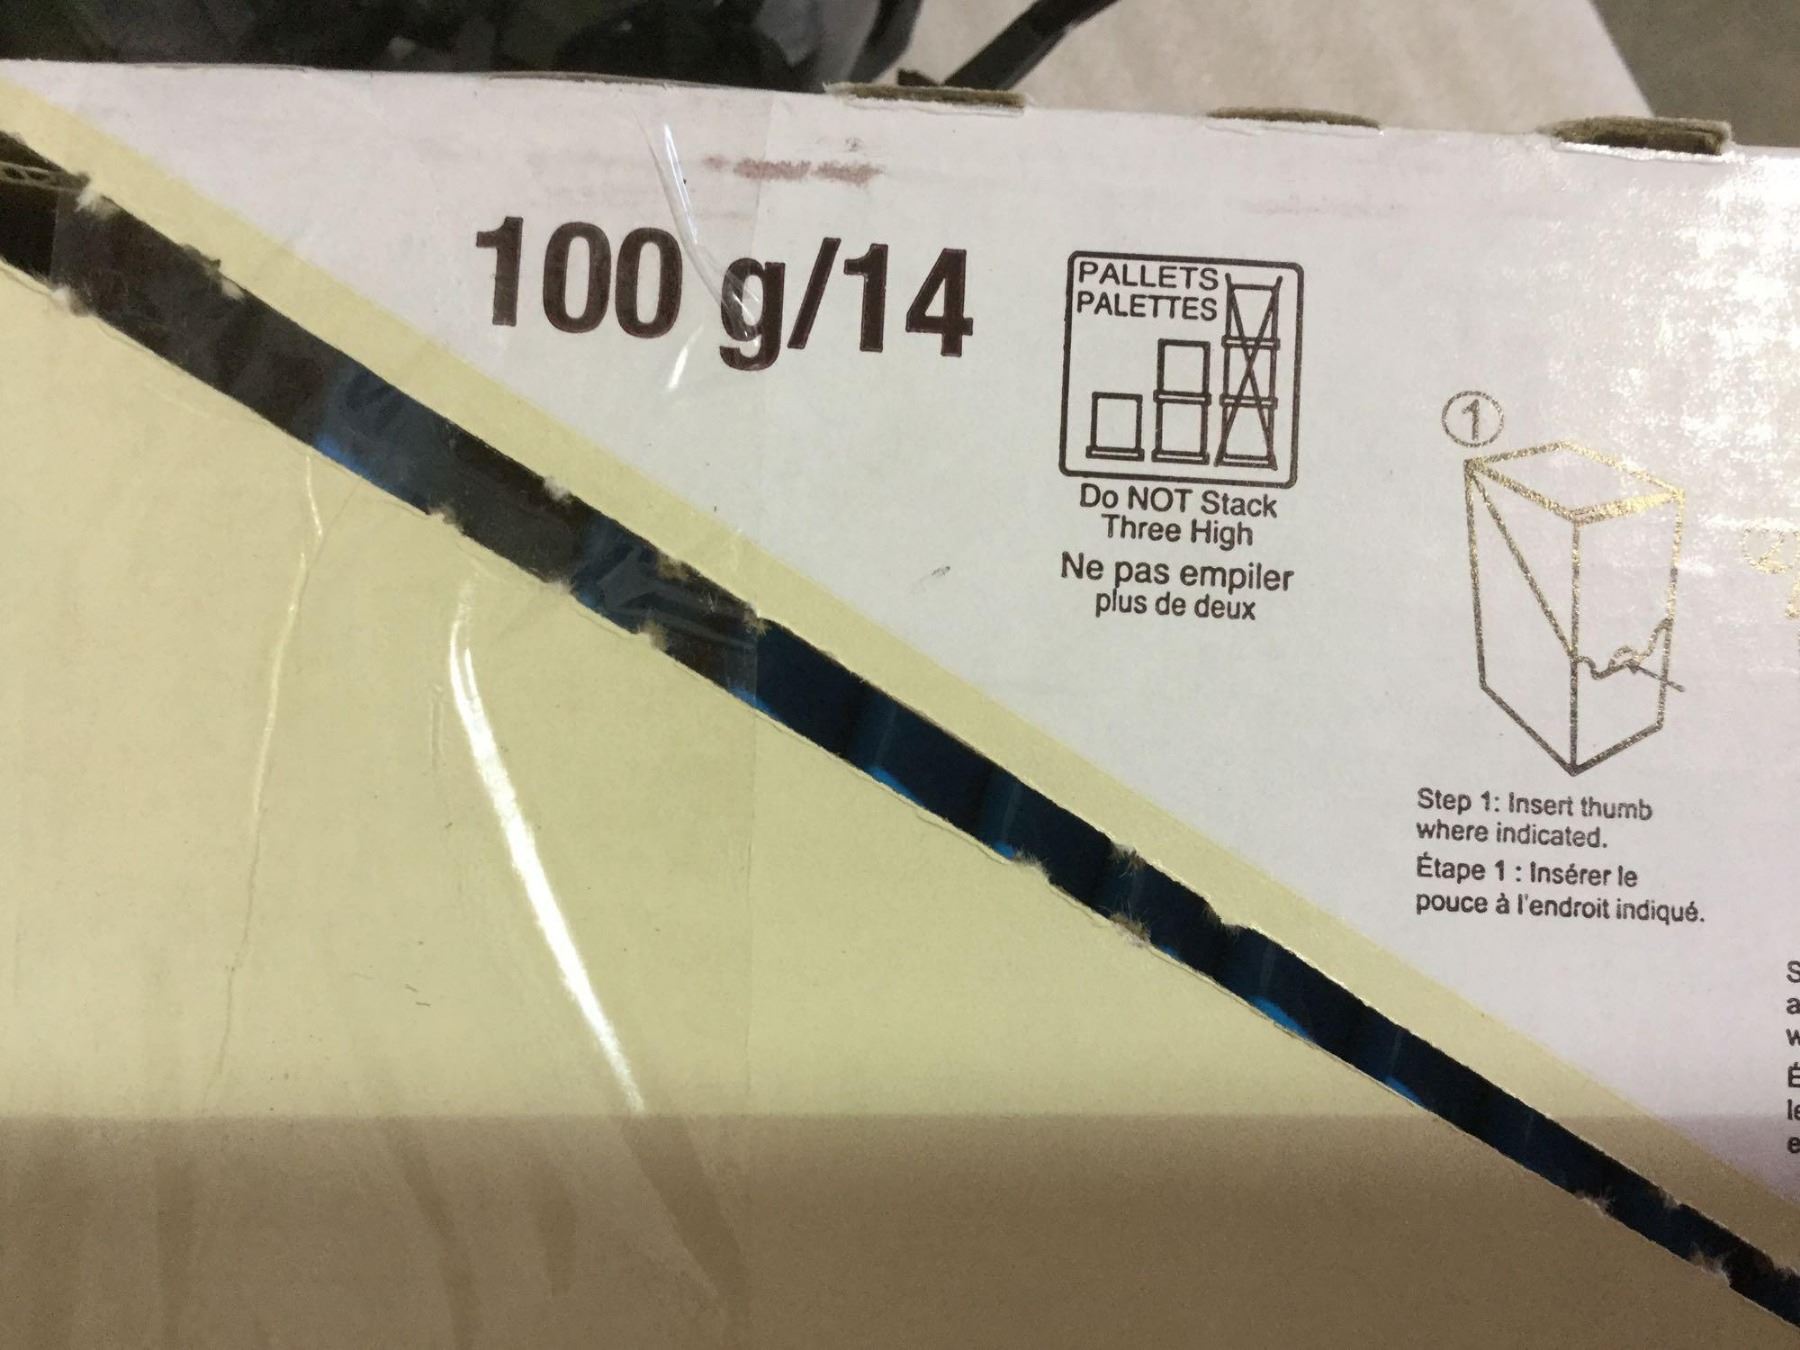 100 g/14
PALLETS
PALETTES
Do NOT Stack
Three High
Ne pas empiler
plus de deux
1
Step 1: Insert thumb
where indicated.
Étape 1 : Insérer le
pouce à l'endroit indiqué.
2